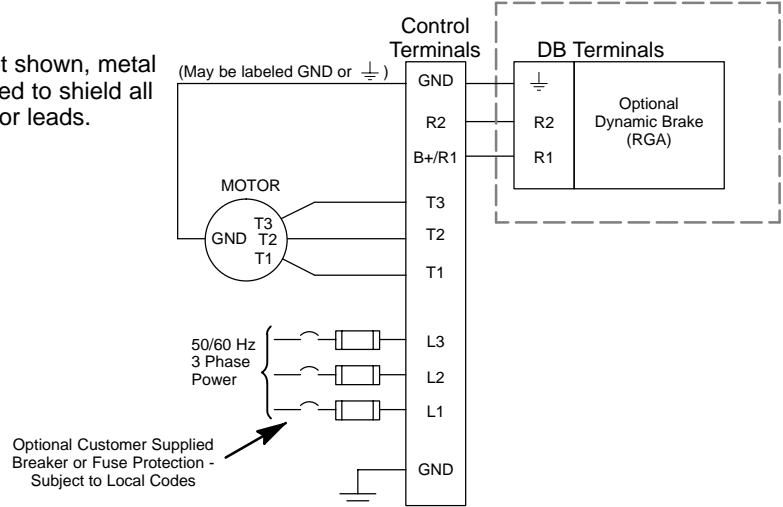 t shown, metal
ed to shield all
or leads.
(May be labeled GND or ⏚)
Control
Terminals
GND
R2
B+/R1
T3
T2
T1
L3
L2
L1
GND
DB Terminals
⏚
R2
R1
Optional
Dynamic Brake
(RGA)
MOTOR
T3
GND T2
T1
50/60 Hz
3 Phase
Power
Optional Customer Supplied
Breaker or Fuse Protection -
Subject to Local Codes